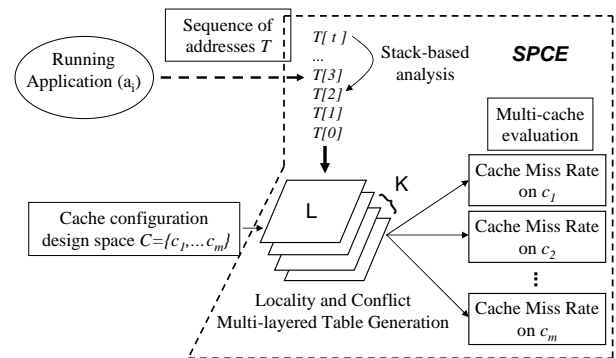 Sequence of
addresses T
Running
Application (ai)
T[ t ]
...
T[3]
T[2]
T[1]
T[0]
Stack-based
analysis
SPCE
Multi-cache
evaluation
Cache configuration
design space C={c1,...cm}
L
K
Locality and Conflict
Multi-layered Table Generation
Cache Miss Rate
on c1
Cache Miss Rate
on c2
...
Cache Miss Rate
on cm